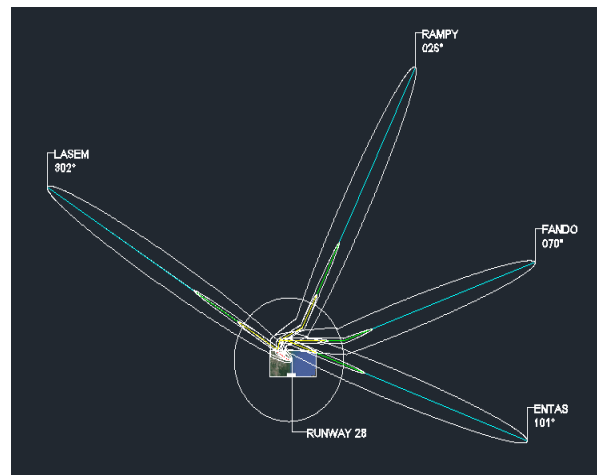 RAMPY
026°
LASEM
302°
FANDO
070°
ENTAS
101°
RUNWAY 28